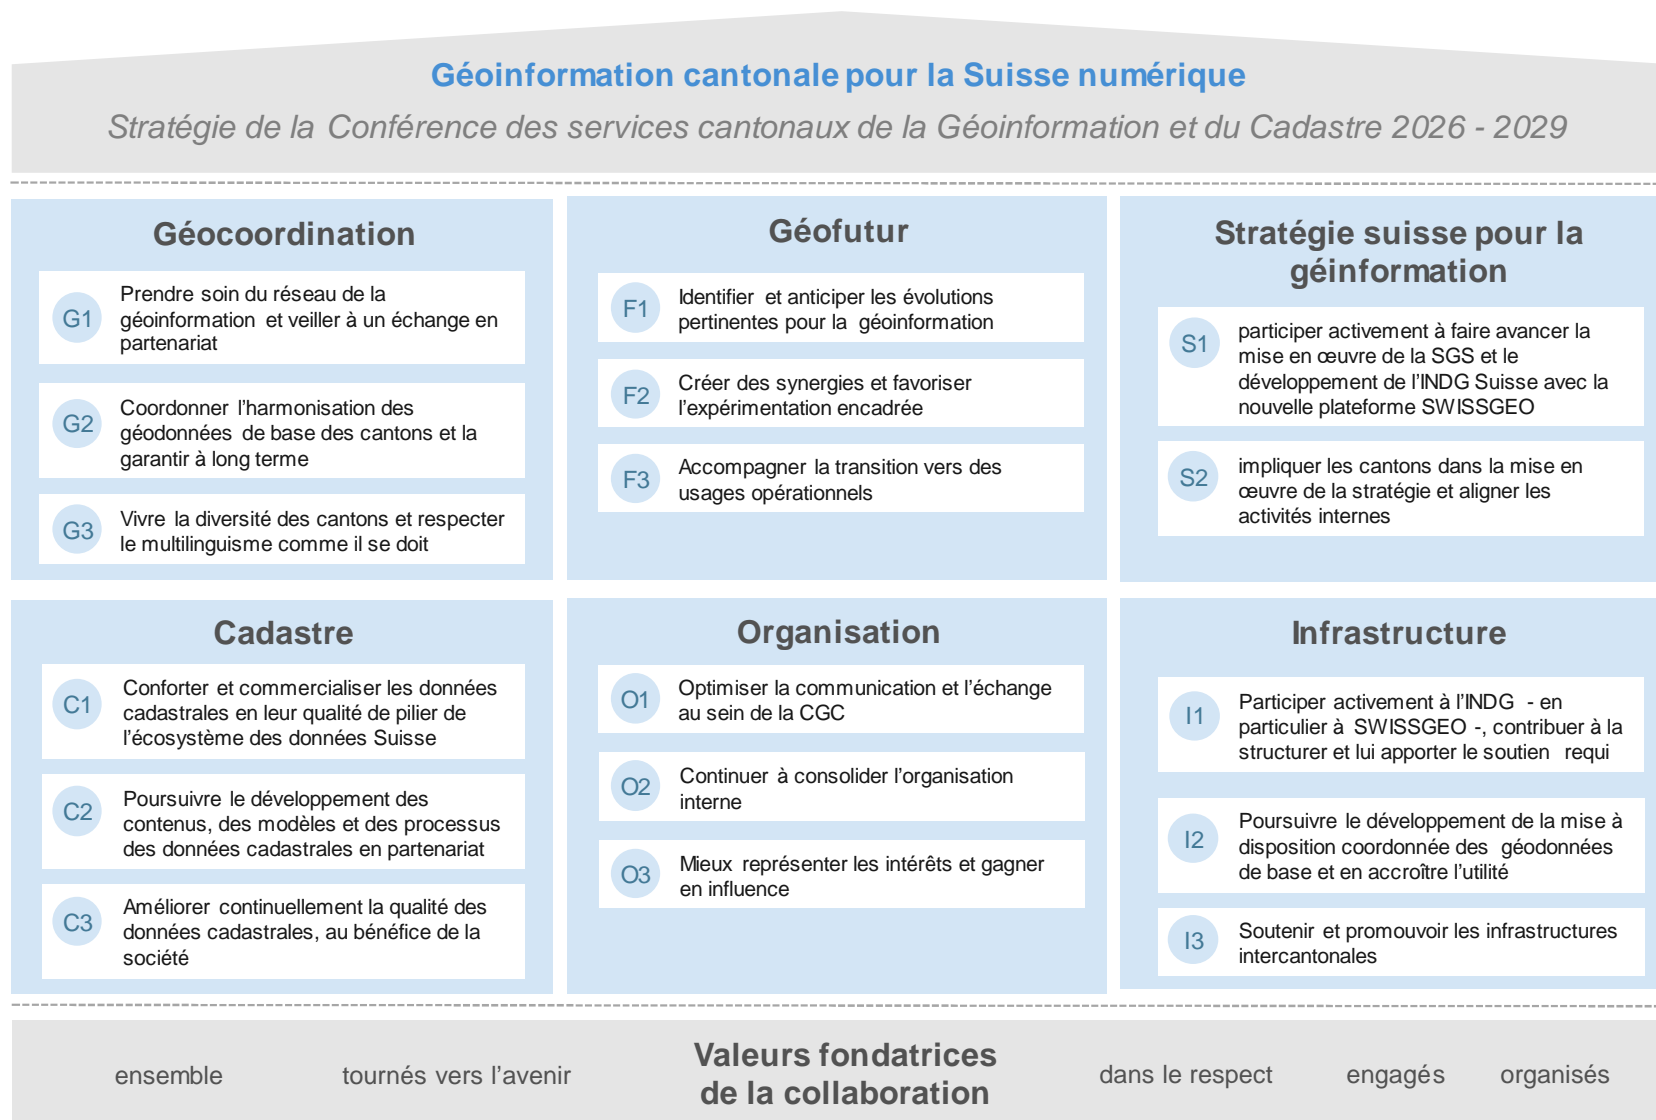 Géoinformation cantonale pour la Suisse numérique
Stratégie de la Conférence des services cantonaux de la Géoinformation et du Cadastre 2026 - 2029
Géocoordination
G1
Prendre soin du réseau de la
géoinformation et veiller à un échange en
partenariat
G2
Coordonner l’harmonisation des
géodonnées de base des cantons et la
garantir à long terme
G3
Vivre la diversité des cantons et respecter
le multilinguisme comme il se doit
Géofutur
F1
Identifier et anticiper les évolutions
pertinentes pour la géoinformation
F2
Créer des synergies et favoriser
l’expérimentation encadrée
F3
Accompagner la transition vers des
usages opérationnels
Stratégie suisse pour la
géinformation
S1
participer activement à faire avancer la
mise en œuvre de la SGS et le
développement de l’INDG Suisse avec la
nouvelle plateforme SWISSGEO
S2
impliquer les cantons dans la mise en
œuvre de la stratégie et aligner les
activités internes
Cadastre
C1
Conforter et commercialiser les données
cadastrales en leur qualité de pilier de
l’écosystème des données Suisse
C2
Poursuivre le développement des
contenus, des modèles et des processus
des données cadastrales en partenariat
C3
Améliorer continuellement la qualité des
données cadastrales, au bénéfice de la
société
Organisation
O1
Optimiser la communication et l’échange
au sein de la CGC
O2
Continuer à consolider l’organisation
interne
O3
Mieux représenter les intérêts et gagner
en influence
Infrastructure
I1
Participer activement à l’INDG - en
particulier à SWISSGEO -, contribuer à la
structurer et lui apporter le soutien requi
I2
Poursuivre le développement de la mise à
disposition coordonnée des géodonnées
de base et en accroître l’utilité
I3
Soutenir et promouvoir les infrastructures
intercantonales
ensemble
tournés vers l’avenir
Valeurs fondatrices
de la collaboration
dans le respect
engagés
organisés